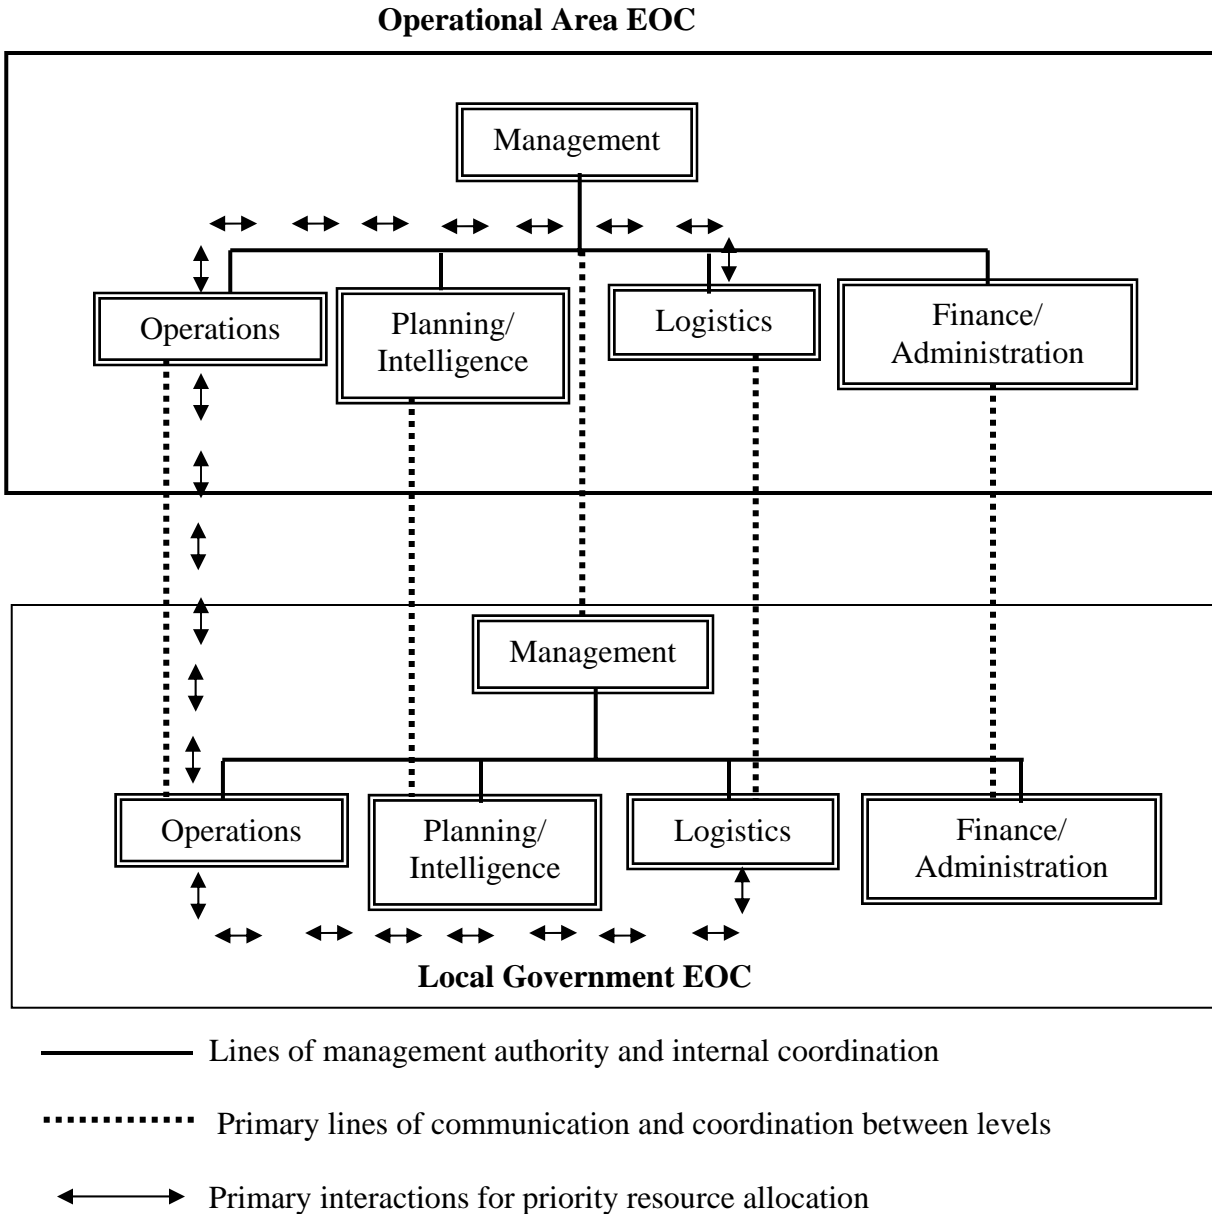 Operational Area EOC
Management
Operations
Planning/
Intelligence
Logistics
Finance/
Administration
Management
Operations
Planning/
Intelligence
Logistics
Finance/
Administration
Local Government EOC
Lines of management authority and internal coordination
Primary lines of communication and coordination between levels
Primary interactions for priority resource allocation